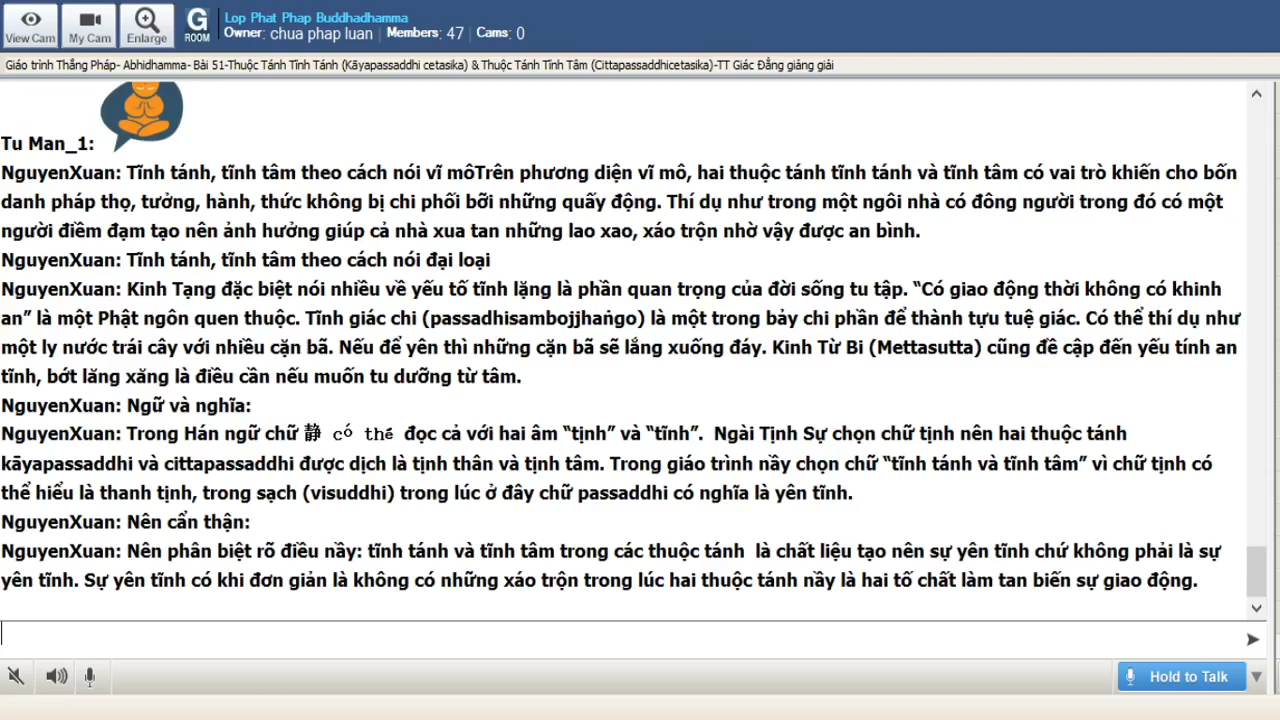 View Cam
My Cam
Enlarge
G
ROOM
Lop Phat Phap Buddhadhamma
Owner: chua phap luan | Members: 47 | Cams: 0
Giáo trình Thắng Pháp- Abhidhamma- Bài 51-Thuộc Tánh Tĩnh Tánh (Kāyapassaddhi cetasika) & Thuộc Tánh Tĩnh Tâm (Cittapassaddhicetasika)-TT Giác Đẳng giảng giải
Tu Man_1:
NguyenXuan: Tĩnh tánh, tĩnh tâm theo cách nói vĩ môTrên phương diện vĩ mô, hai thuộc tánh tĩnh tánh và tĩnh tâm có vai trò khiến cho bốn
danh pháp thọ, tưởng, hành, thức không bị chi phối bỡi những quấy động. Thí dụ như trong một ngôi nhà có đông người trong đó có một
người điềm đạm tạo nên ảnh hưởng giúp cả nhà xua tan những lao xao, xáo trộn nhờ vậy được an bình.
NguyenXuan: Tĩnh tánh, tĩnh tâm theo cách nói đại loại
NguyenXuan: Kinh Tạng đặc biệt nói nhiều về yếu tố tĩnh lặng là phần quan trọng của đời sống tu tập. “Có giao động thời không có khinh
an” là một Phật ngôn quen thuộc. Tĩnh giác chi (passadhisambojjhaṅgo) là một trong bảy chi phần để thành tựu tuệ giác. Có thể thí dụ như
một ly nước trái cây với nhiều cặn bã. Nếu để yên thì những cặn bã sẽ lắng xuống đáy. Kinh Từ Bi (Mettasutta) cũng đề cập đến yếu tính an
tĩnh, bớt lăng xăng là điều cần nếu muốn tu dưỡng từ tâm.
NguyenXuan: Ngữ và nghĩa:
NguyenXuan: Trong Hán ngữ chữ 静 có thể đọc cả với hai âm “tịnh” và “tĩnh”. Ngài Tịnh Sự chọn chữ tịnh nên hai thuộc tánh
kāyapassaddhi và cittapassaddhi được dịch là tịnh thân và tịnh tâm. Trong giáo trình nầy chọn chữ “tĩnh tánh và tĩnh tâm” vì chữ tịnh có
thể hiểu là thanh tịnh, trong sạch (visuddhi) trong lúc ở đây chữ passaddhi có nghĩa là yên tĩnh.
NguyenXuan: Nên cẩn thận:
NguyenXuan: Nên phân biệt rõ điều nầy: tĩnh tánh và tĩnh tâm trong các thuộc tánh là chất liệu tạo nên sự yên tĩnh chứ không phải là sự
yên tĩnh. Sự yên tĩnh có khi đơn giản là không có những xáo trộn trong lúc hai thuộc tánh nầy là hai tố chất làm tan biến sự giao động.
Hold to Talk